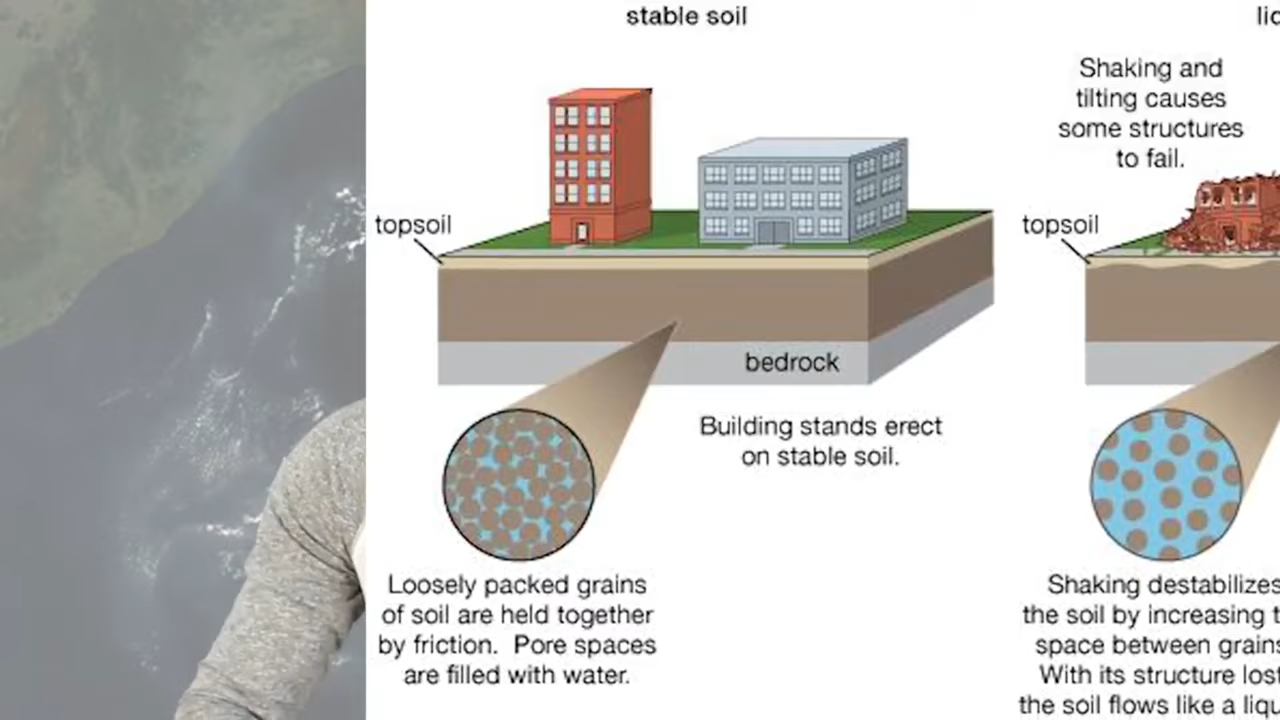 stable soil
topsoil
bedrock
Building stands erect
on stable soil.
Loosely packed grains
of soil are held together
by friction. Pore spaces
are filled with water.
Shaking and
tilting causes
some structures
to fail.
topsoil
Shaking destabilizes
the soil by increasing
space between grains
With its structure lost
the soil flows like a